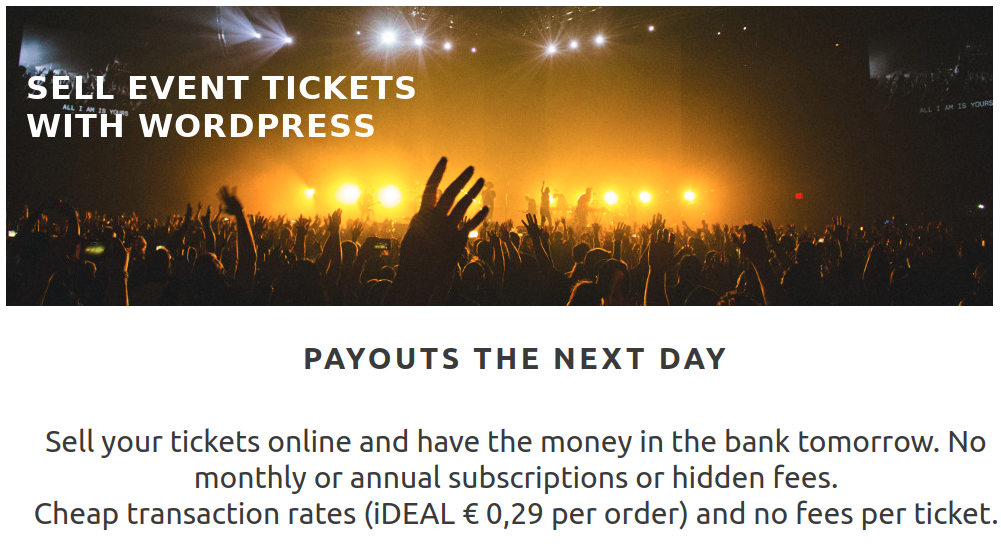 SELL EVENT TICKETS
WITH WORDPRESS
ALL I AM IS YOURS
ALL I AM IS YOURS
PAYOUTS THE NEXT DAY
Sell your tickets online and have the money in the bank tomorrow. No
monthly or annual subscriptions or hidden fees.
Cheap transaction rates (iDEAL € 0,29 per order) and no fees per ticket.